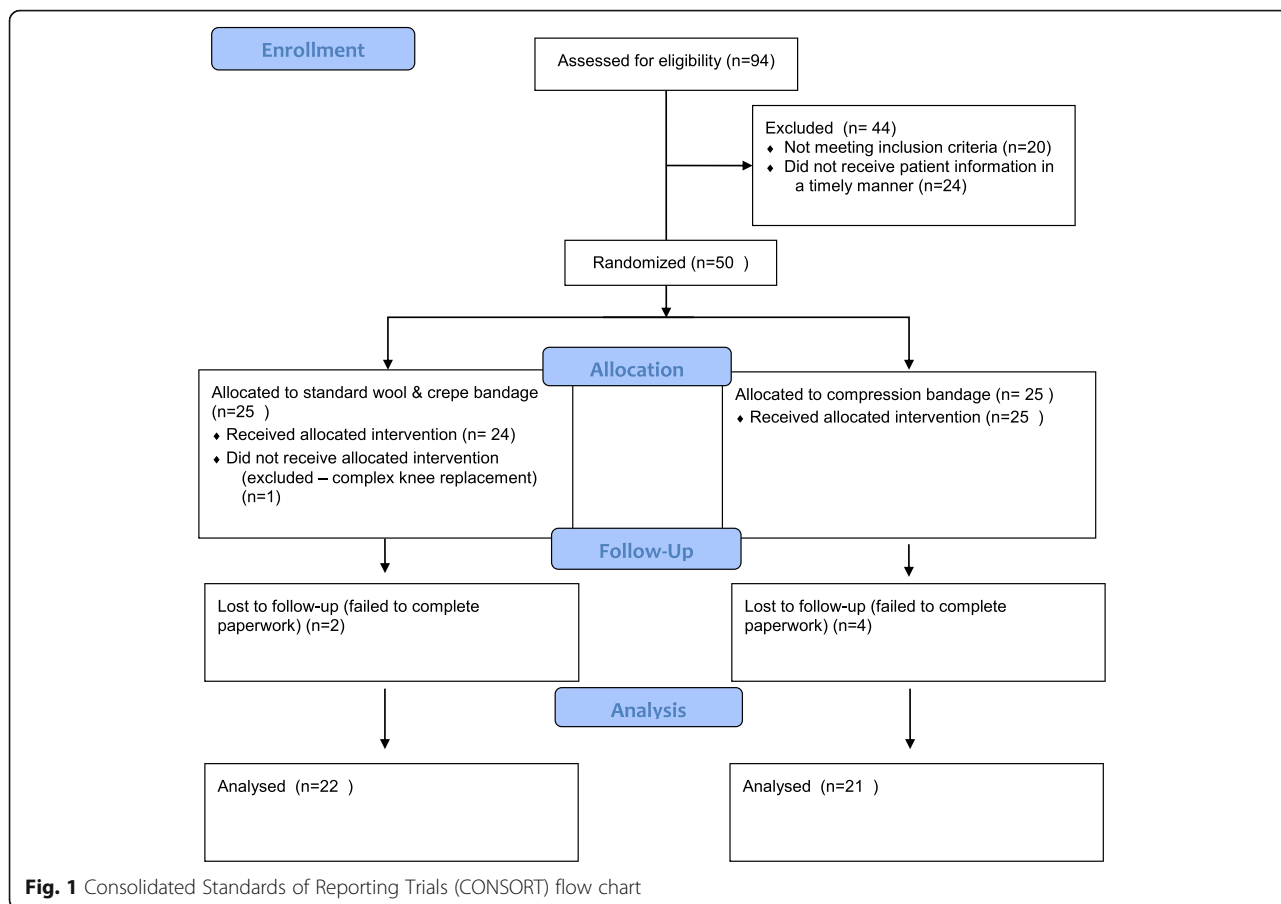 Enrollment
Assessed for eligibility (n=94)
Excluded (n= 44)
♦ Not meeting inclusion criteria (n=20)
♦ Did not receive patient information in
a timely manner (n=24)
Randomized (n=50 )
Allocation
Allocated to standard wool & crepe bandage
(n=25 )
♦ Received allocated intervention (n= 24)
♦ Did not receive allocated intervention
(excluded – complex knee replacement)
(n=1)
Allocated to compression bandage (n= 25 )
♦ Received allocated intervention (n=25 )
Follow-Up
Lost to follow-up (failed to complete
paperwork) (n=2)
Lost to follow-up (failed to complete
paperwork) (n=4)
Analysis
Analysed (n=22 )
Analysed (n=21 )
Fig. 1 Consolidated Standards of Reporting Trials (CONSORT) flow chart